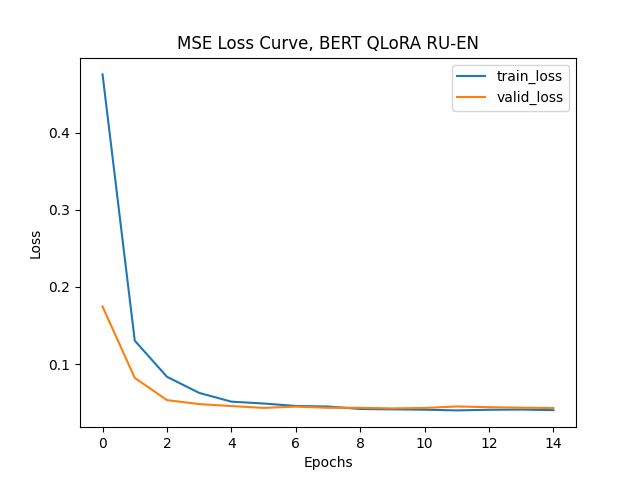 MSE Loss Curve, BERT QLoRA RU-EN
train_loss
valid_loss
0.4
0.3
0.2
0.1
Loss
0 2 4 6 8 10 12 14
Epochs